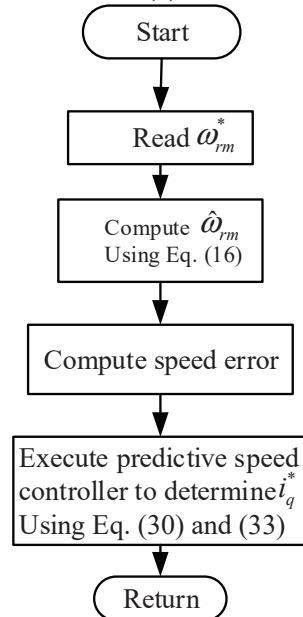 Start
Read ω*rm
Compute ω̂rm
Using Eq. (16)
Compute speed error
Execute predictive speed
controller to determine i*q
Using Eq. (30) and (33)
Return